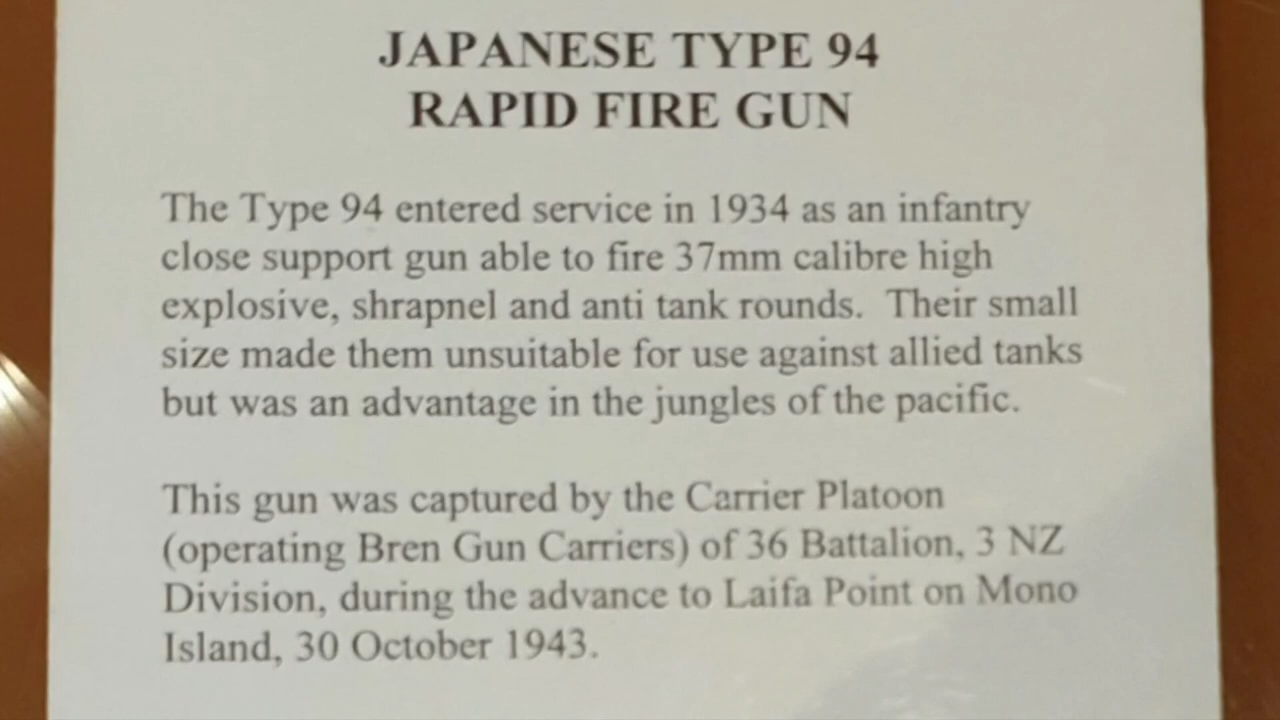 JAPANESE TYPE 94
RAPID FIRE GUN
The Type 94 entered service in 1934 as an infantry
close support gun able to fire 37mm calibre high
explosive, shrapnel and anti tank rounds.  Their small
size made them unsuitable for use against allied tanks
but was an advantage in the jungles of the pacific.
This gun was captured by the Carrier Platoon
(operating Bren Gun Carriers) of 36 Battalion, 3 NZ
Division, during the advance to Laifa Point on Mono
Island, 30 October 1943.